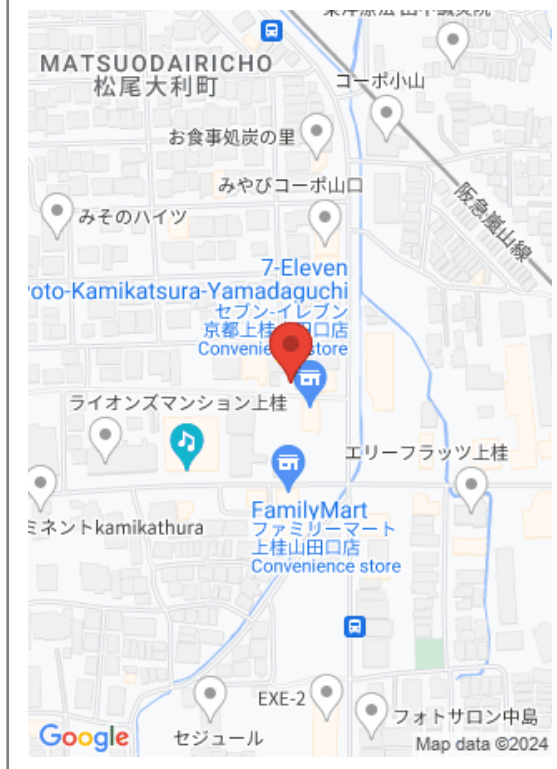 MATSUODAIRICHO
松尾大利町
コーポ小山
お食事処炭の里
みやびコーポ山口
みそのハイツ
阪急嵐山線
7-Eleven
yoto-Kamikatsura-Yamadaguchi
セブン-イレブン
京都上桂 口店
Convenience store
ライオンズマンション上桂
エリーフラッツ上桂
ミネントkamikathura
FamilyMart
ファミリーマート
上桂山田口店
Convenience store
EXE-2
セジュール
フォトサロン中島
Google
Map data ©2024